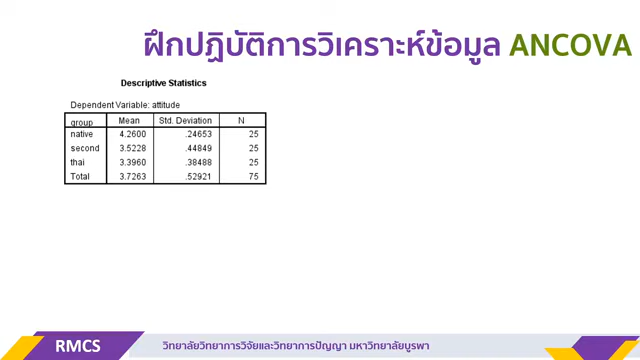 ฝึกปฏิบัติการวิเคราะห์ข้อมูล ANCOVA
Descriptive Statistics
Dependent Variable: attitude
group Mean Std. Deviation N
native 4.2600 .24653 25
second 3.5228 .44849 25
thai 3.3960 .38488 25
Total 3.7263 .52921 75
RMCS วิทยาลัยวิทยาการวิจัยและวิทยาการปัญญา มหาวิทยาลัยบูรพา